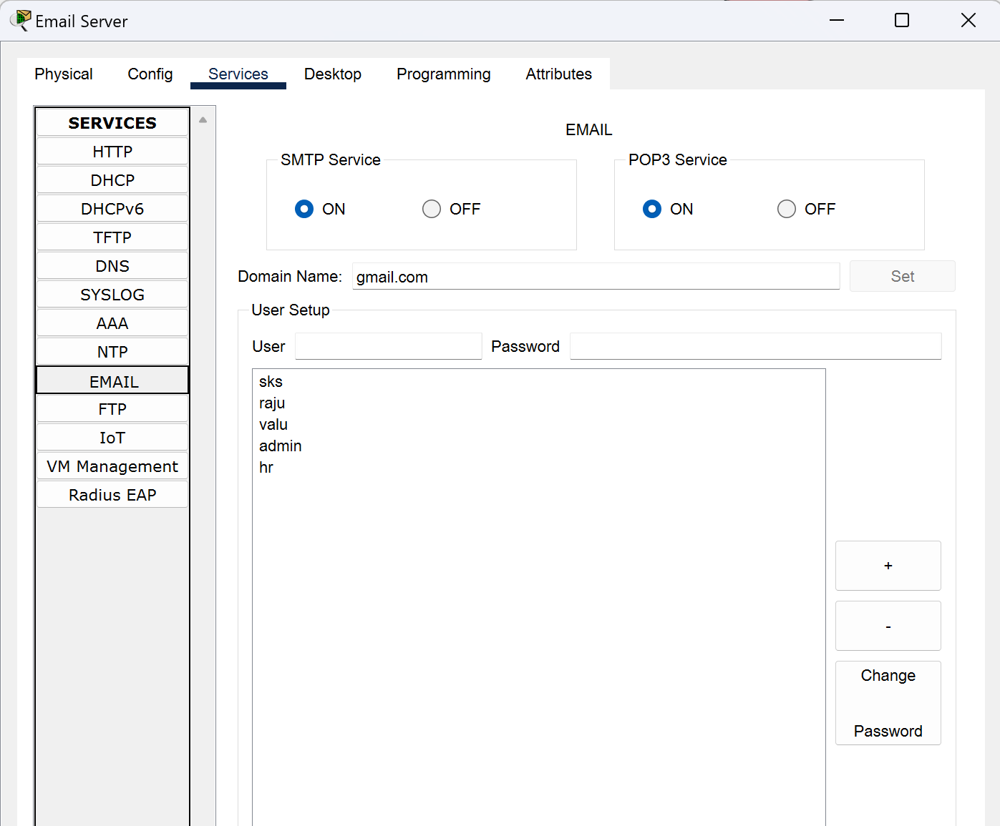 Email Server
Physical Config Services Desktop Programming Attributes
SERVICES
HTTP
DHCP
DHCPv6
TFTP
DNS
SYSLOG
AAA
NTP
EMAIL
FTP
IoT
VM Management
Radius EAP
EMAIL
SMTP Service
ON OFF
POP3 Service
ON OFF
Domain Name: gmail.com Set
User Setup
User Password
sks
raju
valu
admin
hr
+
-
Change
Password